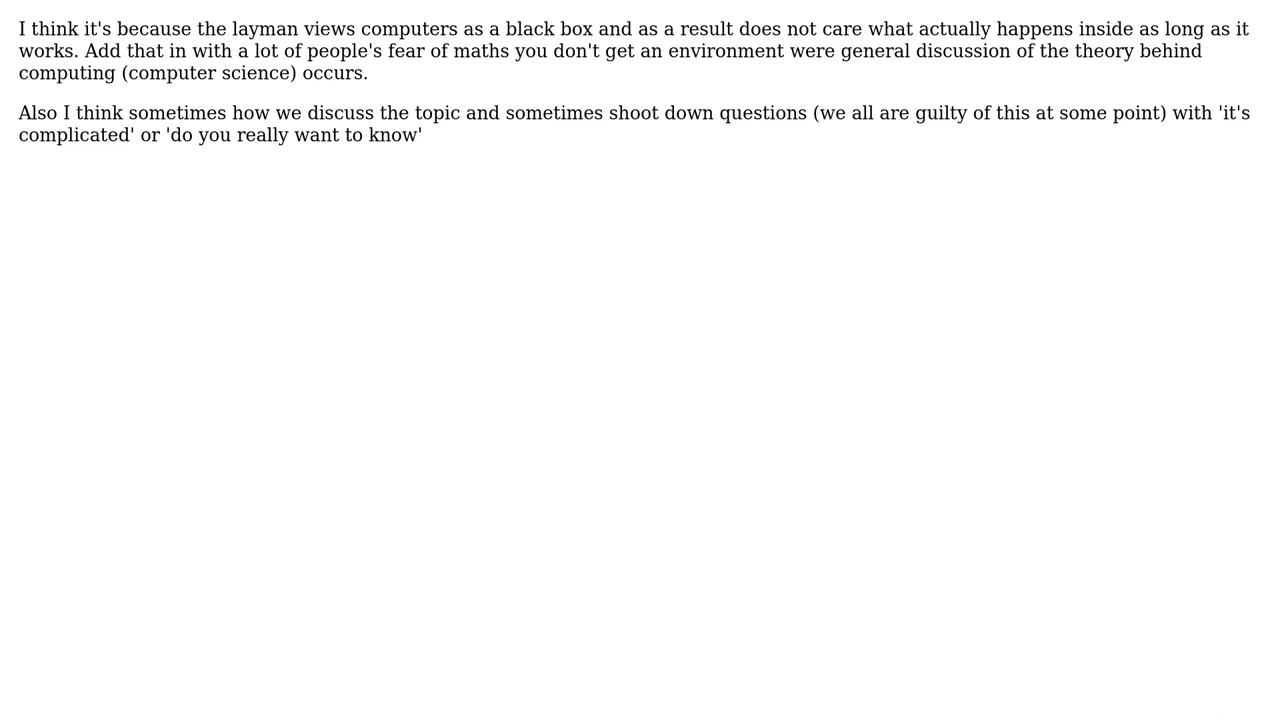 I think it's because the layman views computers as a black box and as a result does not care what actually happens inside as long as it
works. Add that in with a lot of people's fear of maths you don't get an environment were general discussion of the theory behind
computing (computer science) occurs.
Also I think sometimes how we discuss the topic and sometimes shoot down questions (we all are guilty of this at some point) with 'it's
complicated' or 'do you really want to know'